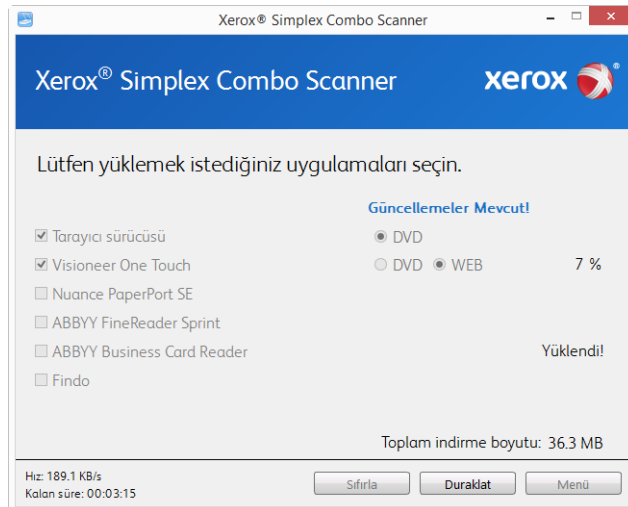 Xerox® Simplex Combo Scanner
Xerox® Simplex Combo Scanner
xerox®
Lütfen yüklemek istediğiniz uygulamaları seçin.
Güncellemeler Mevcut!
Tarayıcı sürücüsü DVD
Visioneer One Touch DVD WEB 7 %
Nuance PaperPort SE
ABBYY FineReader Sprint
ABBYY Business Card Reader Yüklendi!
Findo
Toplam indirme boyutu: 36.3 MB
Hız: 189.1 KB/s
Kalan süre: 00:03:15
Sıfırla Duraklat Menü